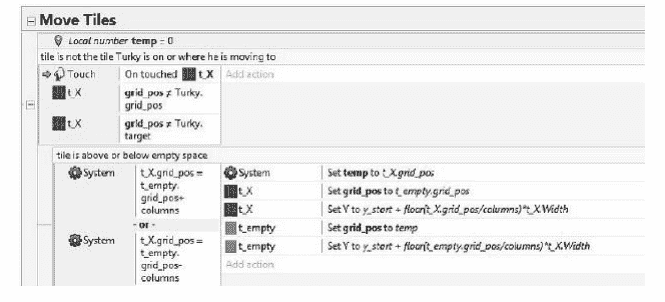 Move Tiles
Local number temp = 0
tile is not the tile Turky is on or where he is moving to
Touch On touched t_X Add action
t_X grid_pos ≠ Turky.
grid_pos
t_X grid_pos ≠ Turky.
target
tile is above or below empty space
System t_X.grid_pos =
t_empty.
grid_pos+
columns
- or -
System t_X.grid_pos =
t_empty.
grid_pos-
columns
System Set temp to t_X.grid_pos
t_X Set grid_pos to t_empty.grid_pos
t_X Set Y to y_start + floor(t_X.grid_pos/columns)*t_X.Width
t_empty Set grid_pos to temp
t_empty Set Y to y_start + floor(t_empty.grid_pos/columns)*t_X.Width
Add action